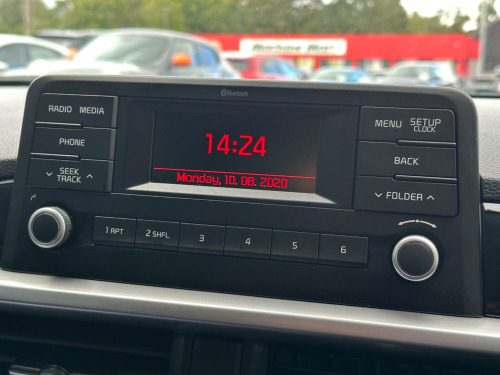 Machine Mart
Bluetooth
RADIO MEDIA
PHONE
SEEK
TRACK
14:24
Monday, 10. 08. 2020
MENU SETUP
CLOCK
BACK
FOLDER
1 RPT 2 SHFL 3 4 5 6